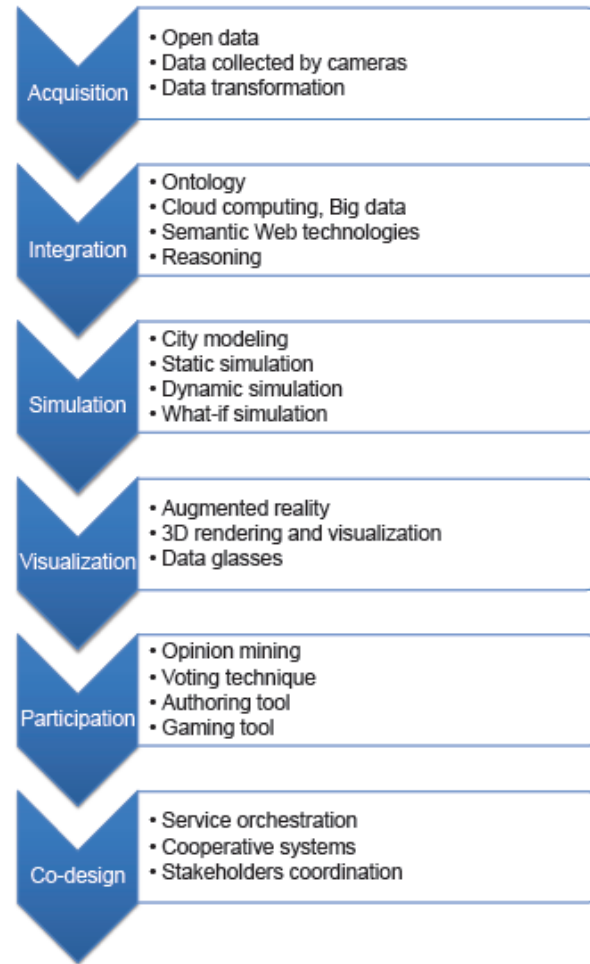 Acquisition
• Open data
• Data collected by cameras
• Data transformation
Integration
• Ontology
• Cloud computing, Big data
• Semantic Web technologies
• Reasoning
Simulation
• City modeling
• Static simulation
• Dynamic simulation
• What-if simulation
Visualization
• Augmented reality
• 3D rendering and visualization
• Data glasses
Participation
• Opinion mining
• Voting technique
• Authoring tool
• Gaming tool
Co-design
• Service orchestration
• Cooperative systems
• Stakeholders coordination